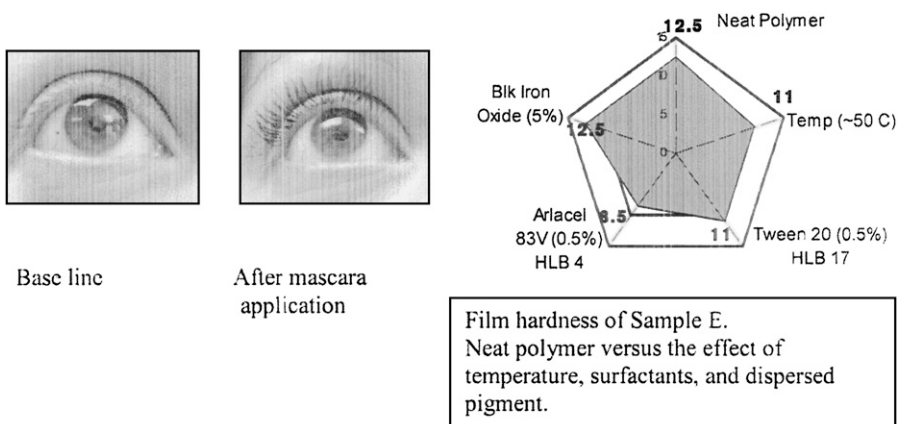 Base line
After mascara
application
12.5 Neat Polymer
15
10
5
0
11
Temp (~50 C)
Blk Iron
Oxide (5%)
12.5
Arlacel 8.5
83V (0.5%)
HLB 4
11 Tween 20 (0.5%)
HLB 17
Film hardness of Sample E.
Neat polymer versus the effect of
temperature, surfactants, and dispersed
pigment.